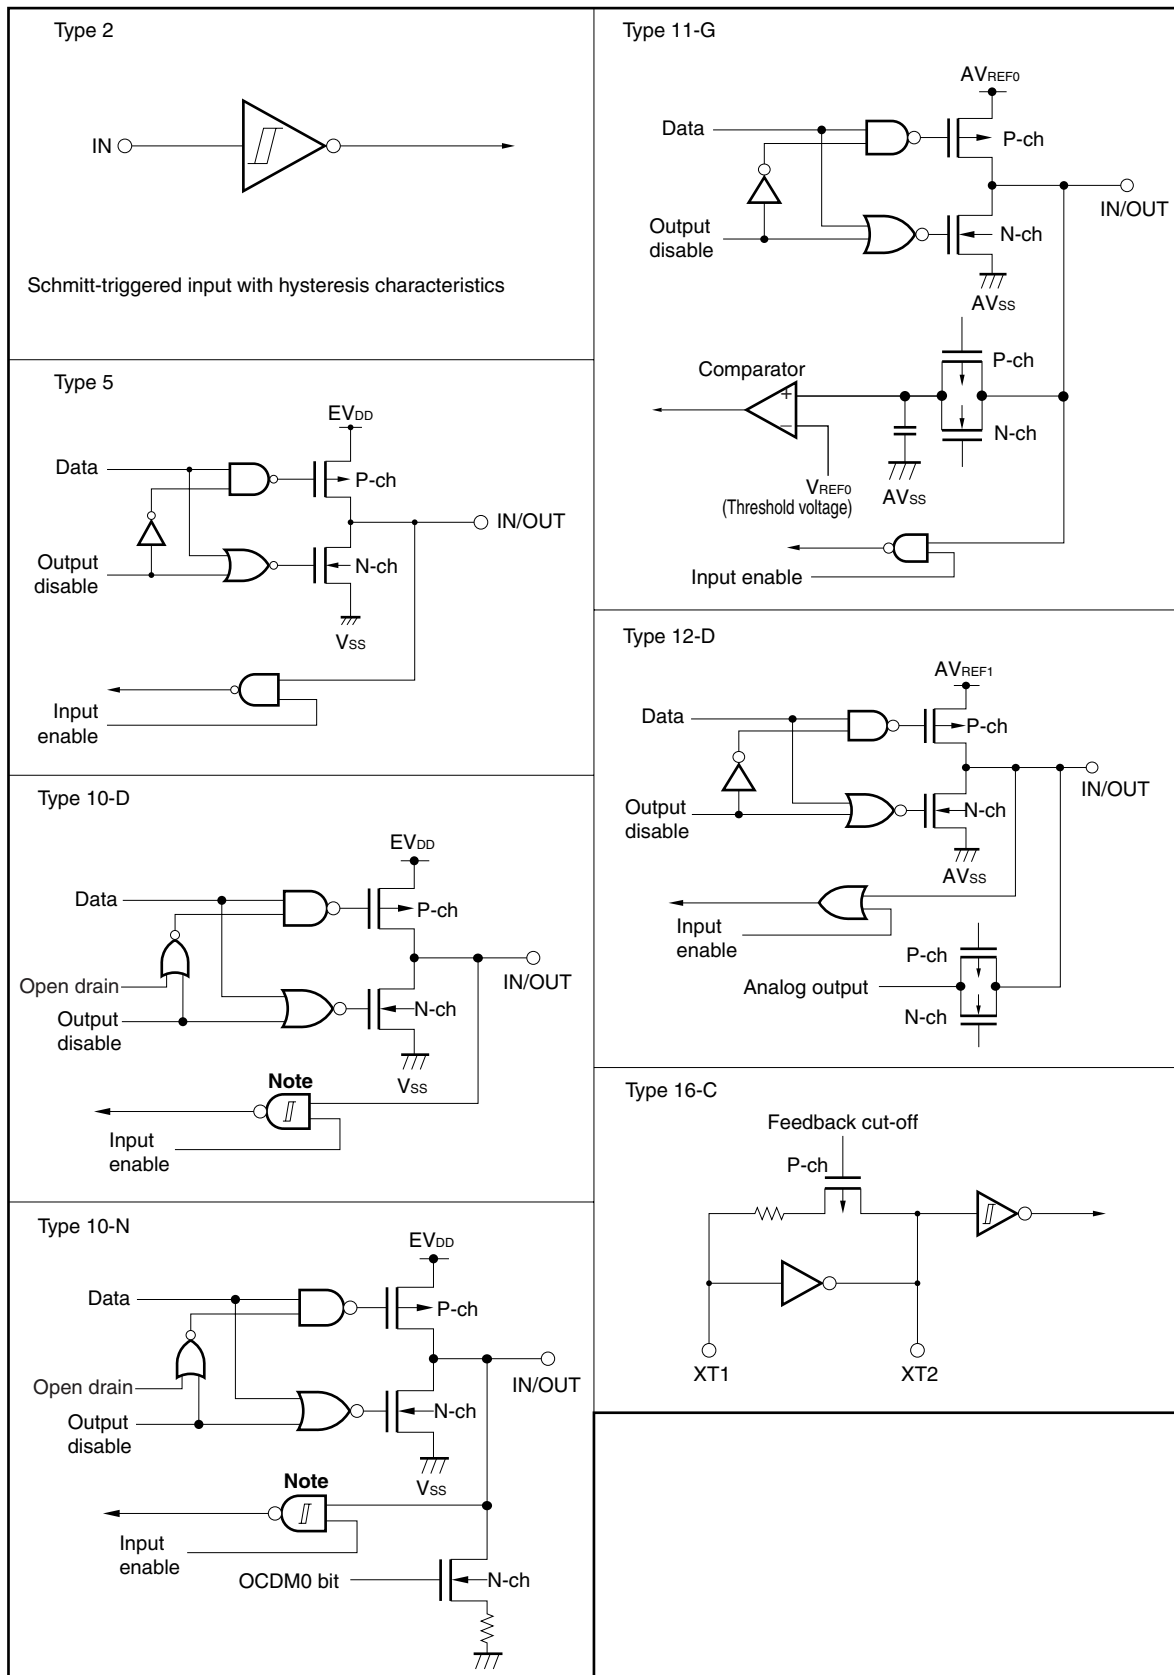 Type 2
IN
Schmitt-triggered input with hysteresis characteristics
Type 5
EVDD
Data
P-ch
IN/OUT
Output
disable
N-ch
VSS
Input
enable
Type 10-D
EVDD
Data
P-ch
IN/OUT
Open drain
Output
disable
N-ch
VSS
Note
Input
enable
Type 10-N
EVDD
Data
P-ch
IN/OUT
Open drain
Output
disable
N-ch
VSS
Note
Input
enable
OCDM0 bit
N-ch
Type 11-G
AVREF0
Data
P-ch
IN/OUT
Output
disable
N-ch
AVSS
P-ch
Comparator
+
–
N-ch
VREF0
(Threshold voltage)
AVSS
Input enable
Type 12-D
AVREF1
Data
P-ch
IN/OUT
Output
disable
N-ch
AVSS
Input
enable
P-ch
Analog output
N-ch
Type 16-C
Feedback cut-off
P-ch
XT1
XT2